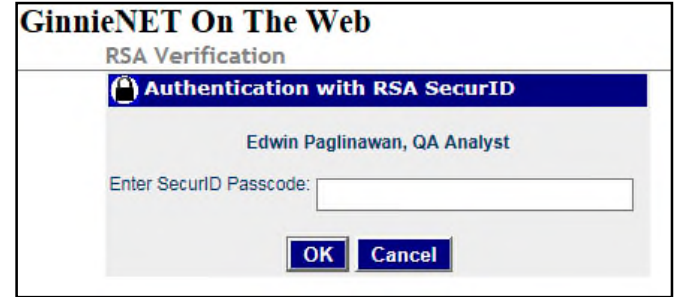 GinnieNET On The Web
RSA Verification
Authentication with RSA SecurID
Edwin Paglinawan, QA Analyst
Enter SecurID Passcode:
OK Cancel